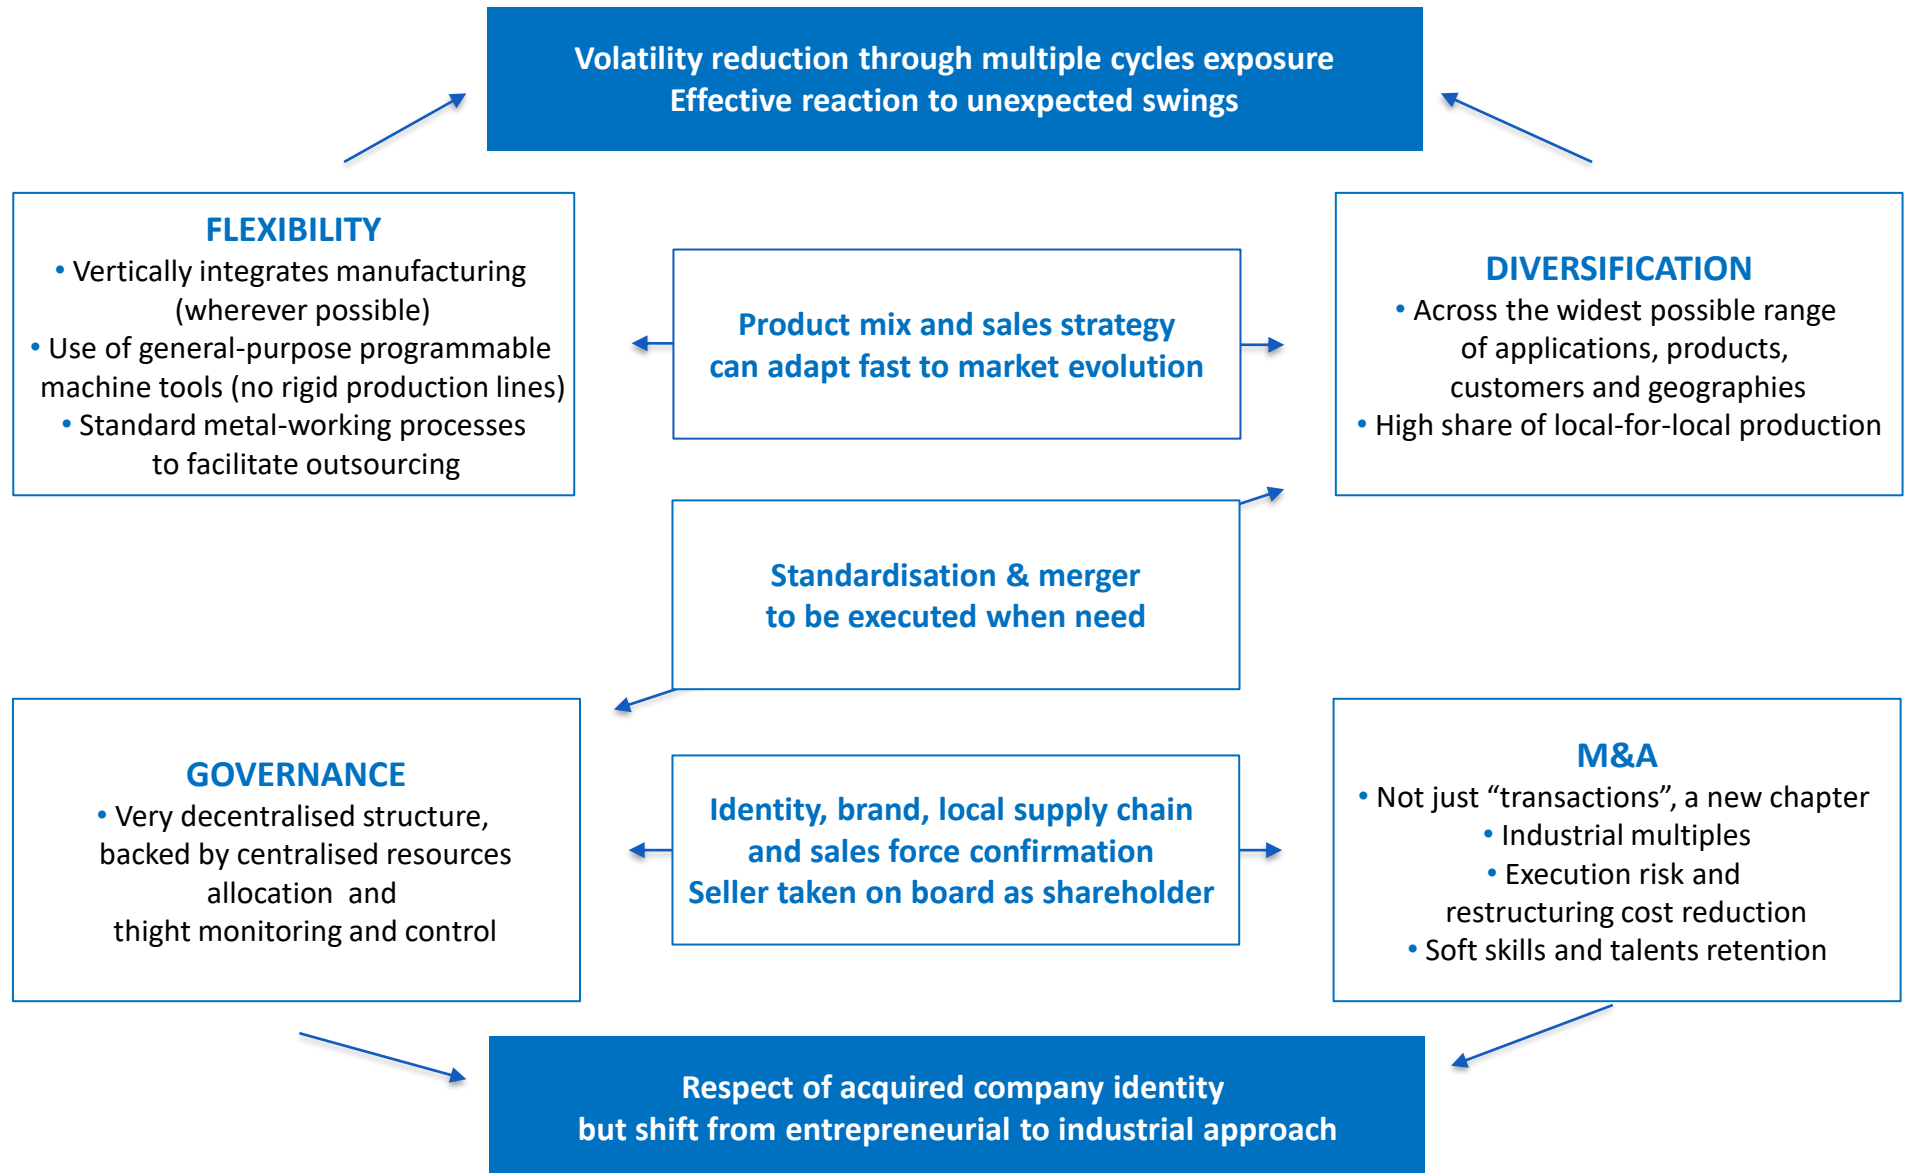 Volatility reduction through multiple cycles exposure
Effective reaction to unexpected swings
FLEXIBILITY
• Vertically integrates manufacturing
(wherever possible)
• Use of general-purpose programmable
machine tools (no rigid production lines)
• Standard metal-working processes
to facilitate outsourcing
Product mix and sales strategy
can adapt fast to market evolution
DIVERSIFICATION
• Across the widest possible range
of applications, products,
customers and geographies
• High share of local-for-local production
Standardisation & merger
to be executed when need
GOVERNANCE
• Very decentralised structure,
backed by centralised resources
allocation and
thight monitoring and control
Identity, brand, local supply chain
and sales force confirmation
Seller taken on board as shareholder
M&A
• Not just “transactions”, a new chapter
• Industrial multiples
• Execution risk and
restructuring cost reduction
• Soft skills and talents retention
Respect of acquired company identity
but shift from entrepreneurial to industrial approach